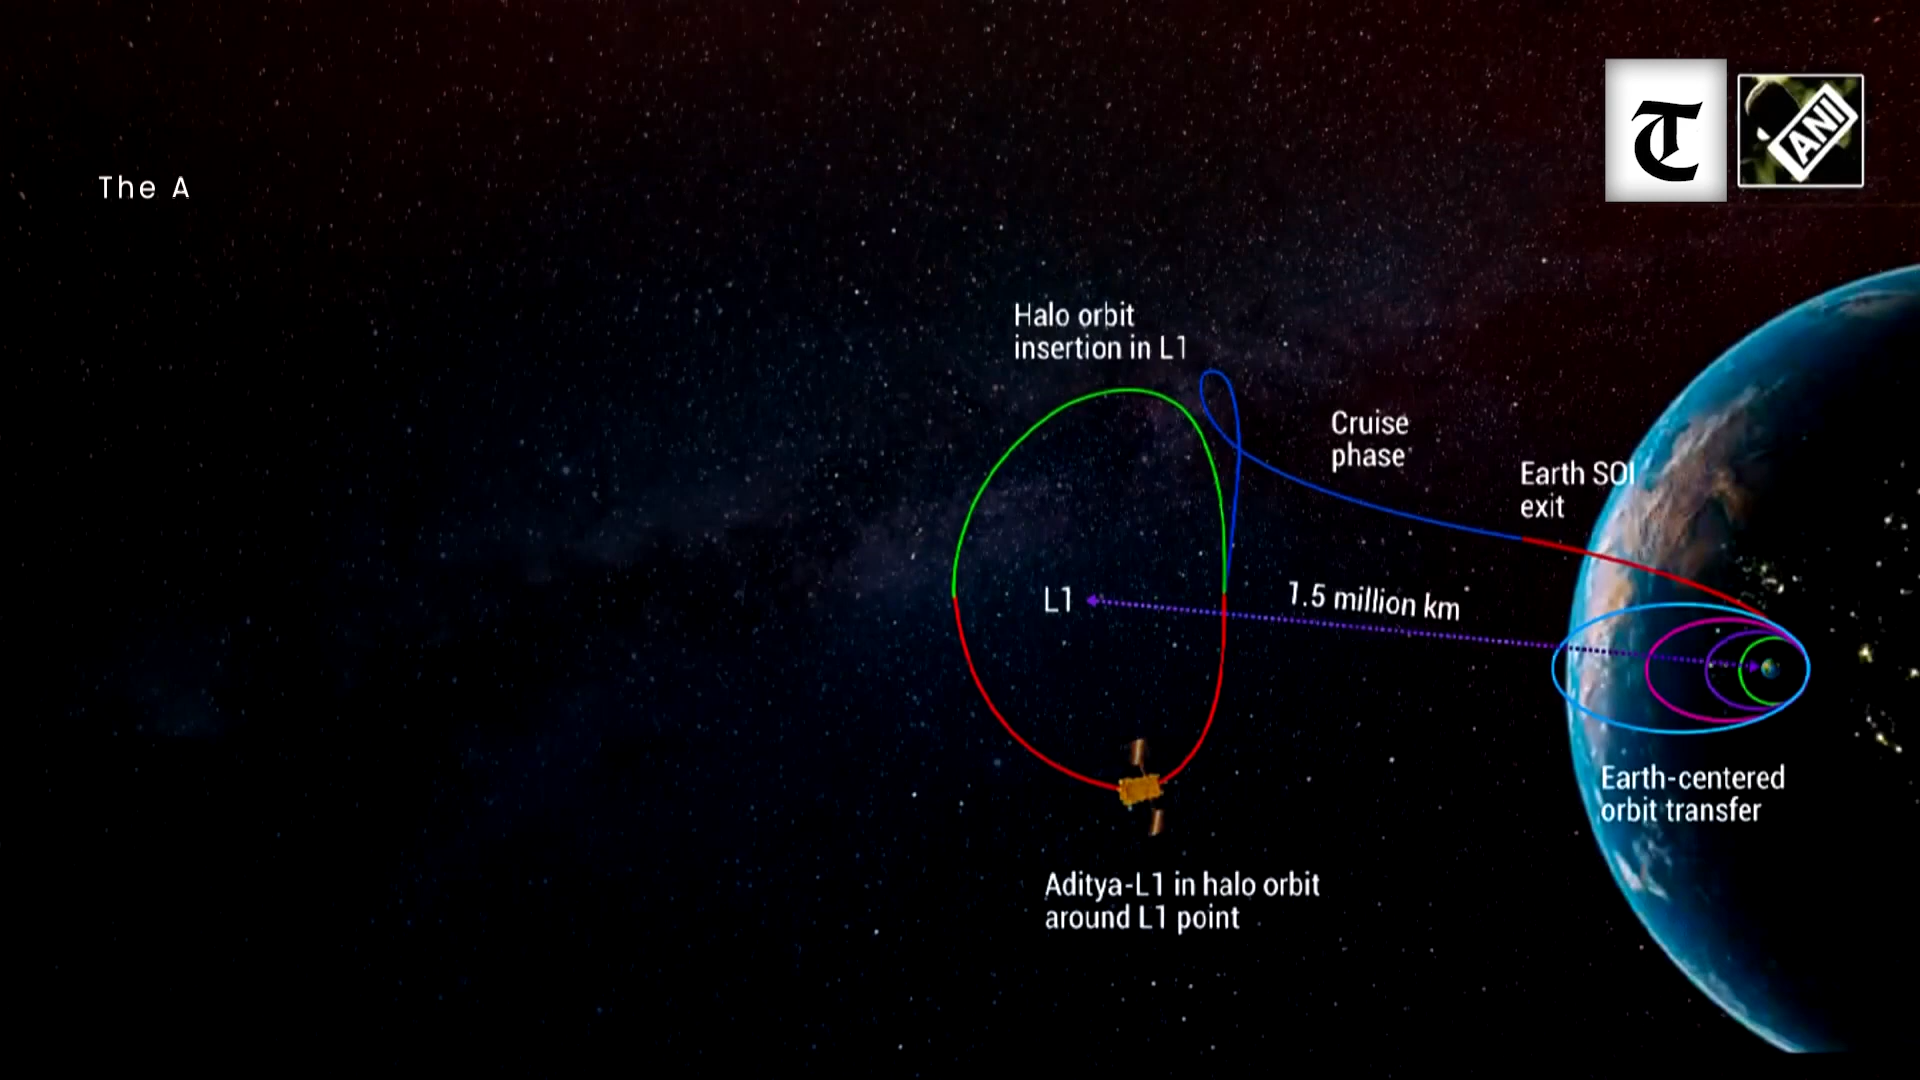 T
ANI
The A
Halo orbit
insertion in L1
Cruise
phase
Earth SOI
exit
L1
1.5 million km
Earth-centered
orbit transfer
Aditya-L1 in halo orbit
around L1 point